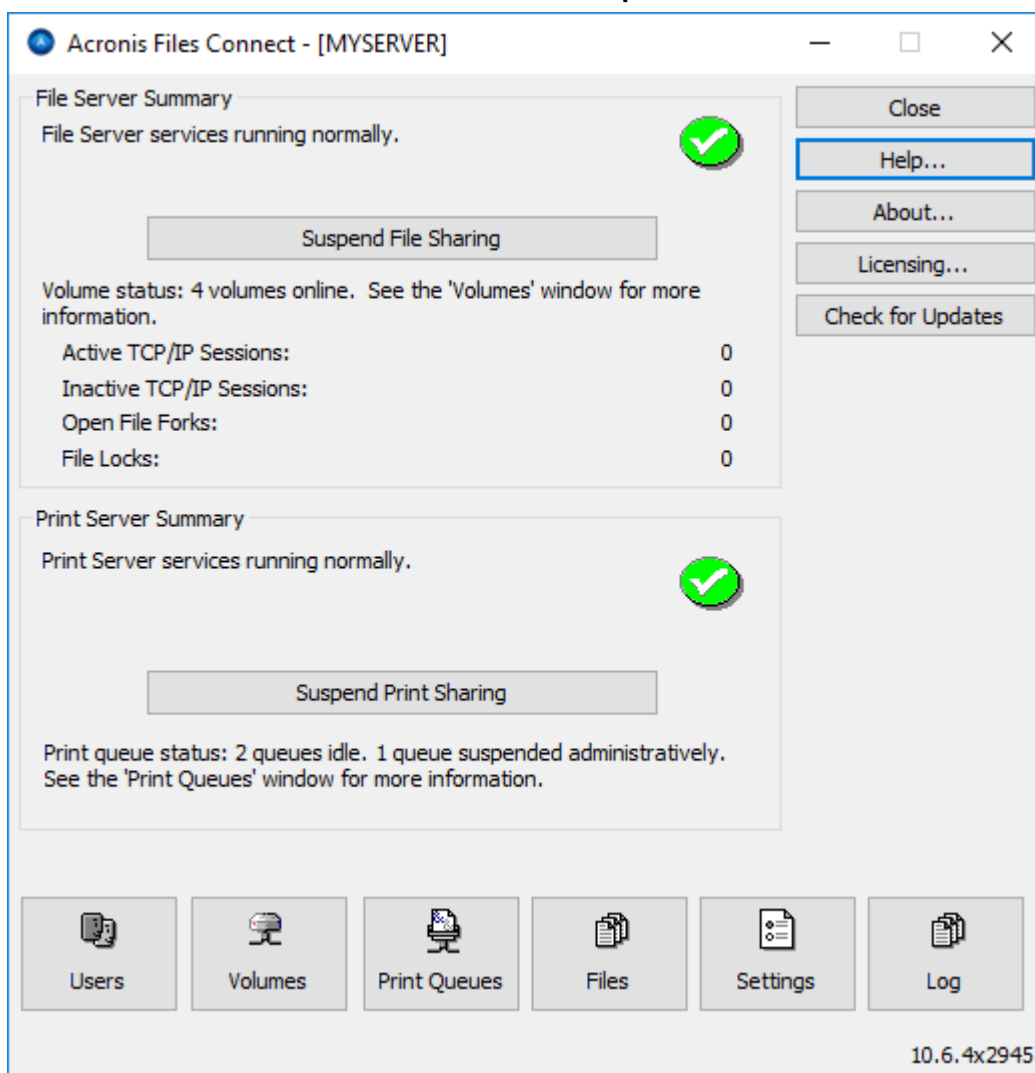 Acronis Files Connect - [MYSERVER]
File Server Summary
File Server services running normally.
Suspend File Sharing
Volume status: 4 volumes online.  See the 'Volumes' window for more
information.
Active TCP/IP Sessions: 0
Inactive TCP/IP Sessions: 0
Open File Forks: 0
File Locks: 0
Close
Help...
About...
Licensing...
Check for Updates
Print Server Summary
Print Server services running normally.
Suspend Print Sharing
Print queue status: 2 queues idle. 1 queue suspended administratively.
See the 'Print Queues' window for more information.
Users
Volumes
Print Queues
Files
Settings
Log
10.6.4x2945